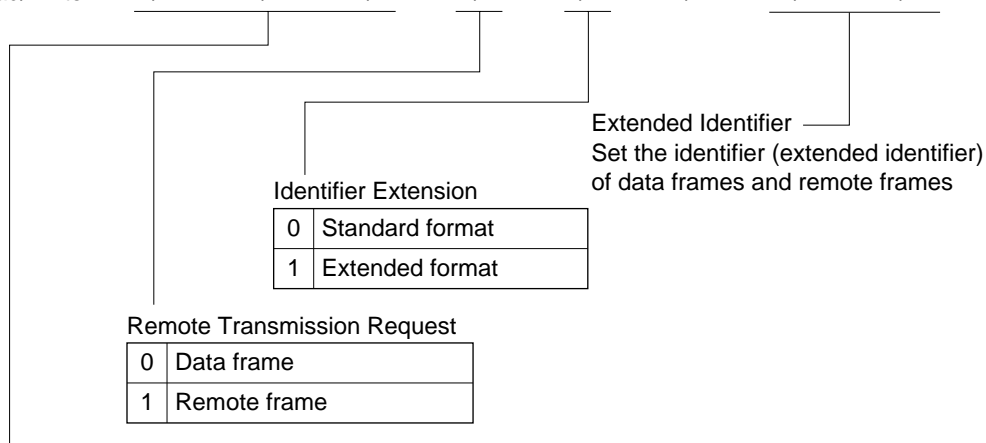 Extended Identifier
Set the identifier (extended identifier)
of data frames and remote frames
Identifier Extension
0 Standard format
1 Extended format
Remote Transmission Request
0 Data frame
1 Remote frame